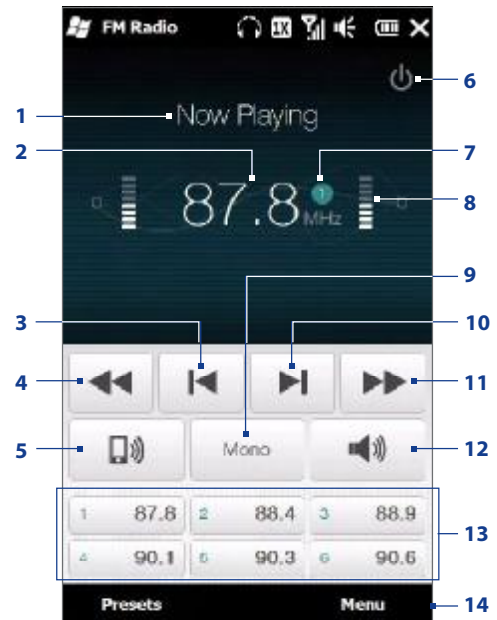 FM Radio 1X
6
1 Now Playing
2 7
87.8 1
MHz 8
9
3 10
4 11
5 Mono 12
1 87.8 2 88.4 3 88.9
13
4 90.1 5 90.3 6 90.6
Presets Menu 14